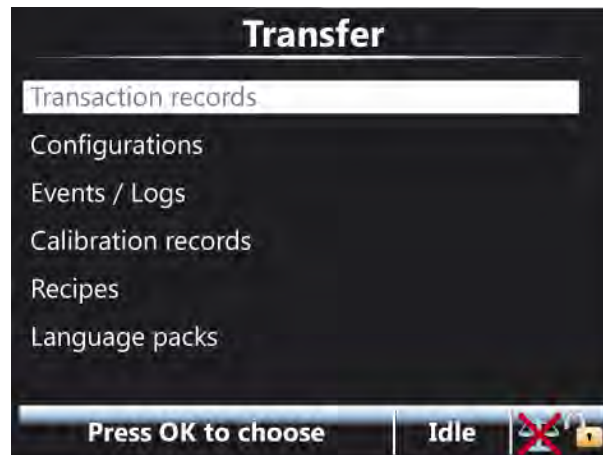 Transfer
Transaction records
Configurations
Events / Logs
Calibration records
Recipes
Language packs
Press OK to choose
Idle